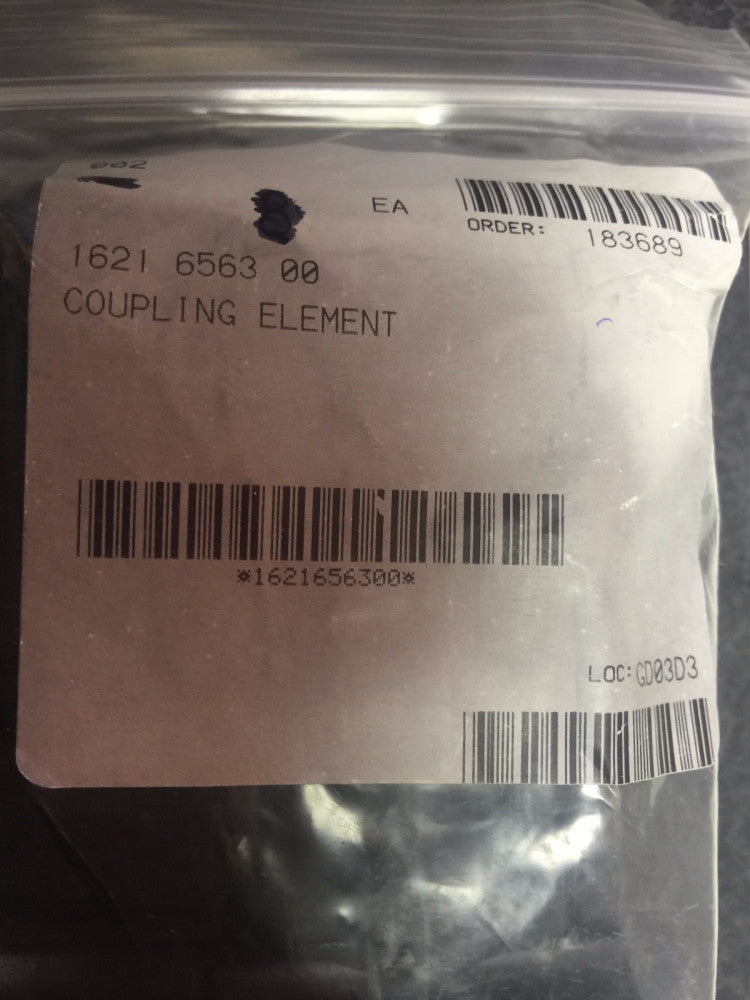 002
EA
ORDER: 183689
1621 6563 00
COUPLING ELEMENT
*1621656300*
LOC: GD03D3